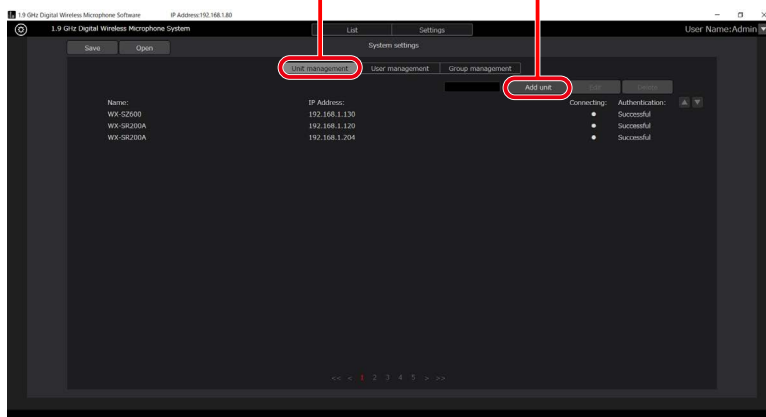 1.9 GHz Digital Wireless Microphone Software IP Address:192.168.1.80
1.9 GHz Digital Wireless Microphone System List Settings User Name:Admin
Save Open System settings
Unit management User management Group management
Add unit Edit Delete
Name: IP Address: Connecting: Authentication:
WX-SZ600 192.168.1.130 Successful
WX-SR200A 192.168.1.120 Successful
WX-SR200A 192.168.1.204 Successful
<< < 1 2 3 4 5 > >>